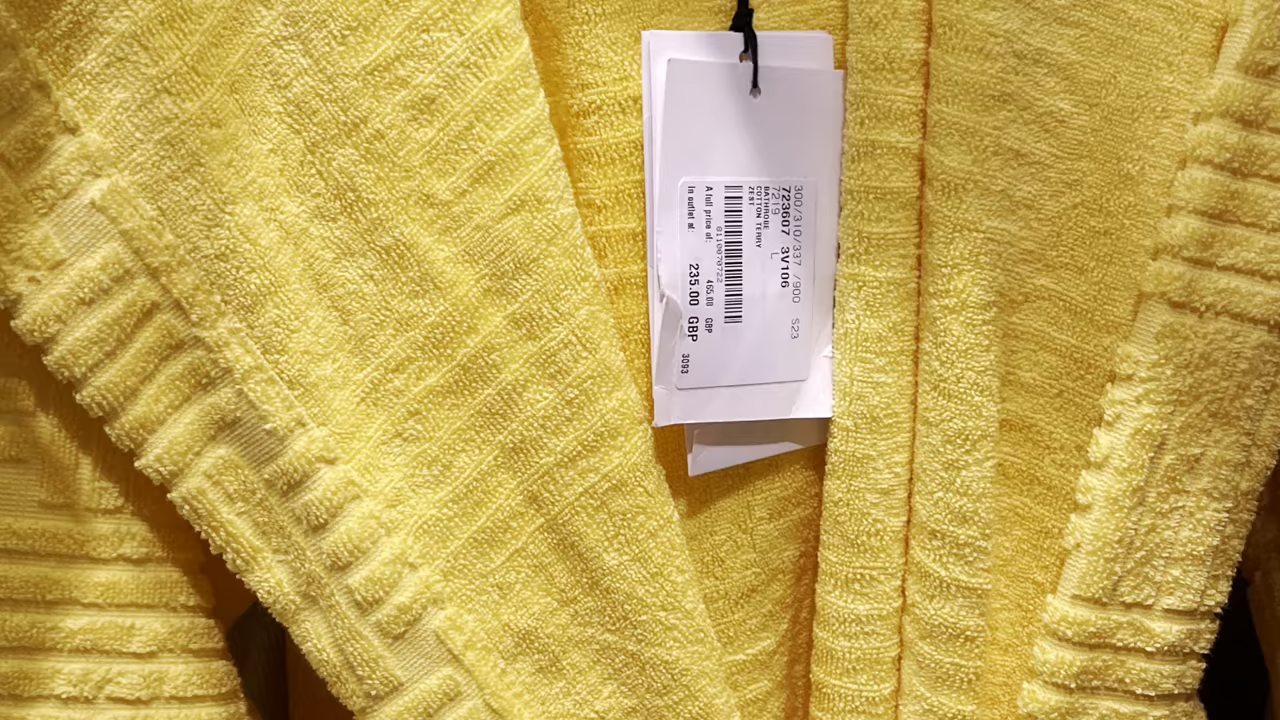 300/310/337 /900 S23
723607 3V106
7219 L
BATHROBE
COTTON TERRY
ZEST
8110070722
A full price of: 465.00 GBP
In outlet at: 235.00 GBP 3093